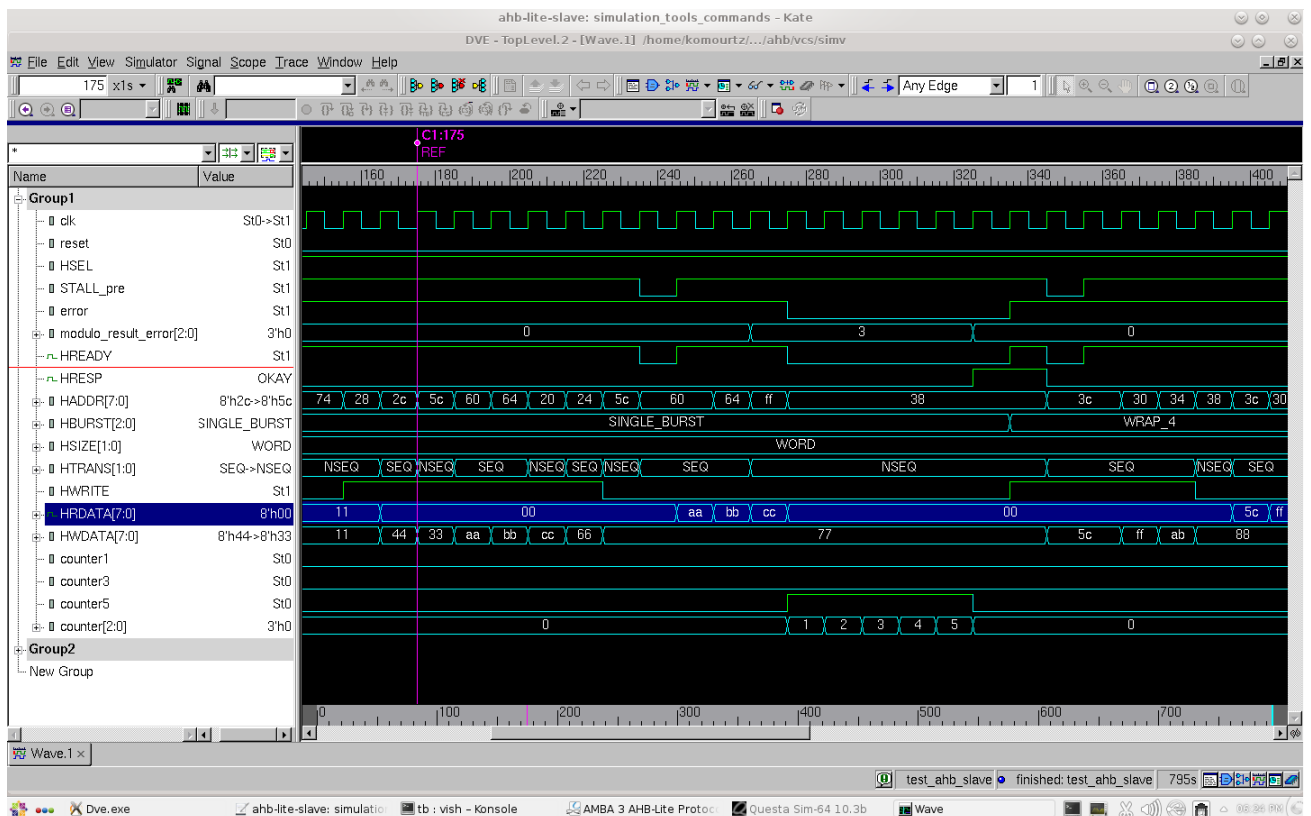 ahb-lite-slave: simulation_tools_commands – Kate
DVE - TopLevel.2 - [Wave.1] /home/komourtz/.../ahb/vcs/simv
File Edit View Simulator Signal Scope Trace Window Help
175 x1s Any Edge 1
C1:175
REF
*
Name Value |160 |180 |200 |220 |240 |260 |280 |300 |320 |340 |360 |380 |400
Group1
clk St0->St1
reset St0
HSEL St1
STALL_pre St1
error St1
modulo_result_error[2:0] 3'h0 0 3 0
HREADY St1
HRESP OKAY
HADDR[7:0] 8'h2c->8'h5c 74 28 2c 5c 60 64 20 24 5c 60 64 ff 38 3c 30 34 38 3c 30
HBURST[2:0] SINGLE_BURST SINGLE_BURST WRAP_4
HSIZE[1:0] WORD WORD
HTRANS[1:0] SEQ->NSEQ NSEQ SEQ NSEQ SEQ NSEQ SEQ NSEQ SEQ NSEQ SEQ NSEQ SEQ
HWRITE St1
HRDATA[7:0] 8'h00 11 00 aa bb cc 00 5c ff
HWDATA[7:0] 8'h44->8'h33 11 44 33 aa bb cc 66 77 5c ff ab 88
counter1 St0
counter3 St0
counter5 St0
counter[2:0] 3'h0 0 1 2 3 4 5 0
Group2
New Group
|0 |100 |200 |300 |400 |500 |600 |700
Wave.1 ×
test_ahb_slave finished: test_ahb_slave 795s
Dve.exe ahb-lite-slave: simulatio tb : vish – Konsole AMBA 3 AHB-Lite Protoc Questa Sim-64 10.3b Wave 06:24 PM